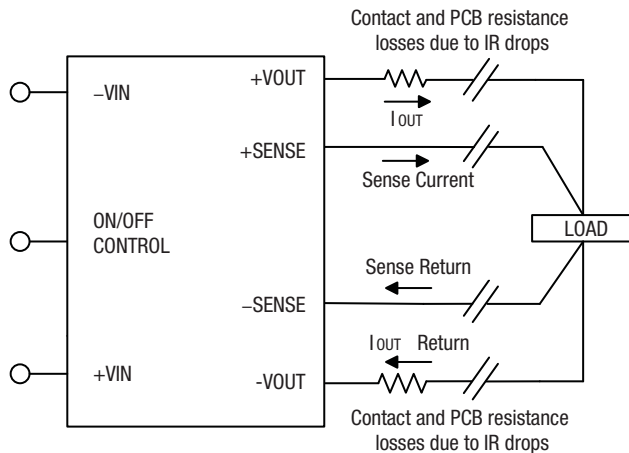 Contact and PCB resistance
losses due to IR drops
+VOUT
–VIN
IOUT
+SENSE
Sense Current
ON/OFF
CONTROL
LOAD
Sense Return
–SENSE
IOUT Return
+VIN
-VOUT
Contact and PCB resistance
losses due to IR drops